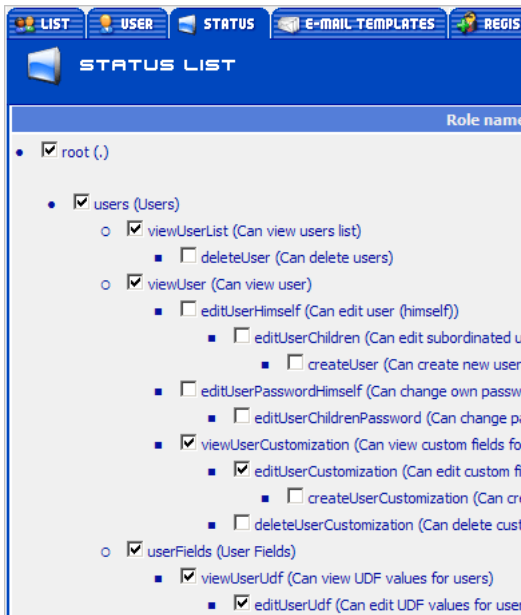 LIST USER STATUS E-MAIL TEMPLATES REGIS
STATUS LIST
Role name
root (.)
users (Users)
viewUserList (Can view users list)
deleteUser (Can delete users)
viewUser (Can view user)
editUserHimself (Can edit user (himself))
editUserChildren (Can edit subordinated u
createUser (Can create new user
editUserPasswordHimself (Can change own passw
editUserChildrenPassword (Can change pa
viewUserCustomization (Can view custom fields fo
editUserCustomization (Can edit custom fi
createUserCustomization (Can cre
deleteUserCustomization (Can delete cust
userFields (User Fields)
viewUserUdf (Can view UDF values for users)
editUserUdf (Can edit UDF values for user